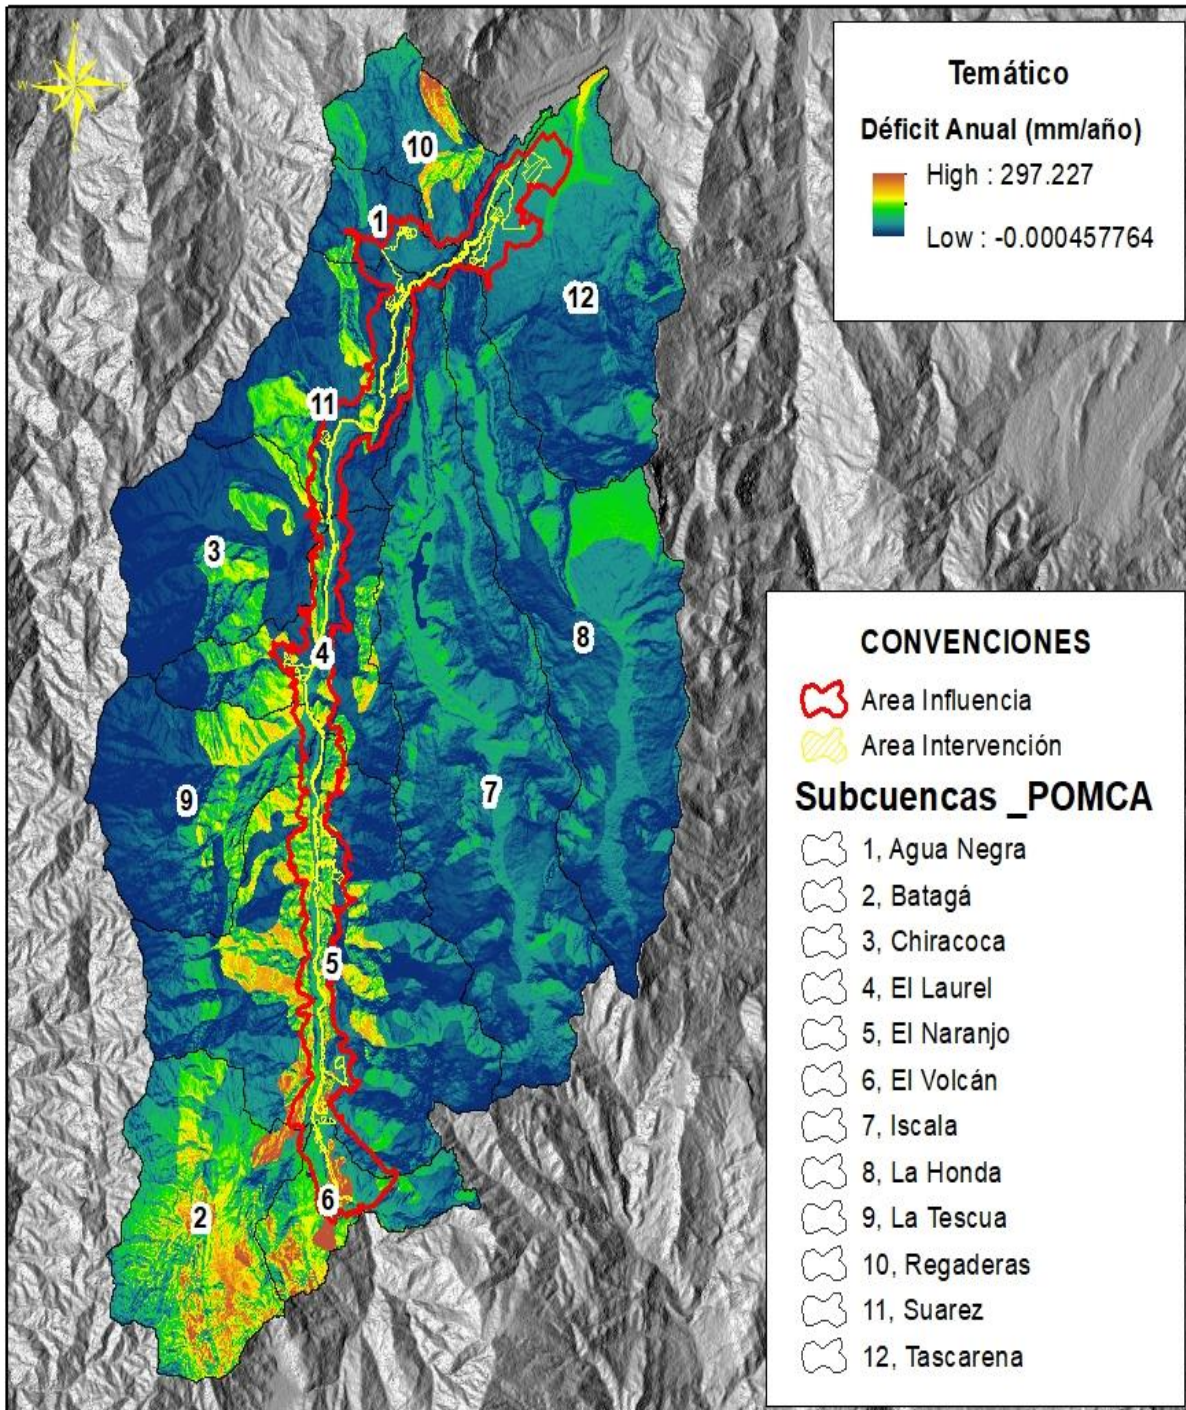 N
W
E
S
Temático
Déficit Anual (mm/año)
High : 297.227
Low : -0.000457764
10
1
12
11
3
4
8
7
9
5
6
2
CONVENCIONES
Area Influencia
Area Intervención
Subcuencas _POMCA
1, Agua Negra
2, Batagá
3, Chiracoca
4, El Laurel
5, El Naranjo
6, El Volcán
7, Iscala
8, La Honda
9, La Tescua
10, Regaderas
11, Suarez
12, Tascarena